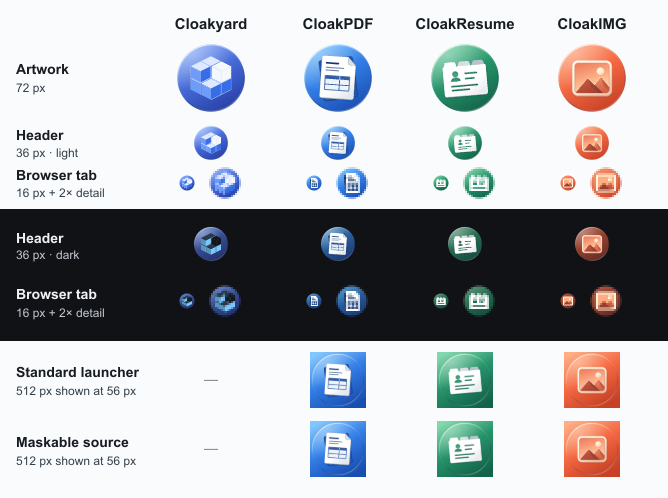 Cloakyard CloakPDF CloakResume CloakIMG
Artwork
72 px
Header
36 px · light
Browser tab
16 px + 2× detail
Header
36 px · dark
Browser tab
16 px + 2× detail
Standard launcher
512 px shown at 56 px
—
Maskable source
512 px shown at 56 px
—